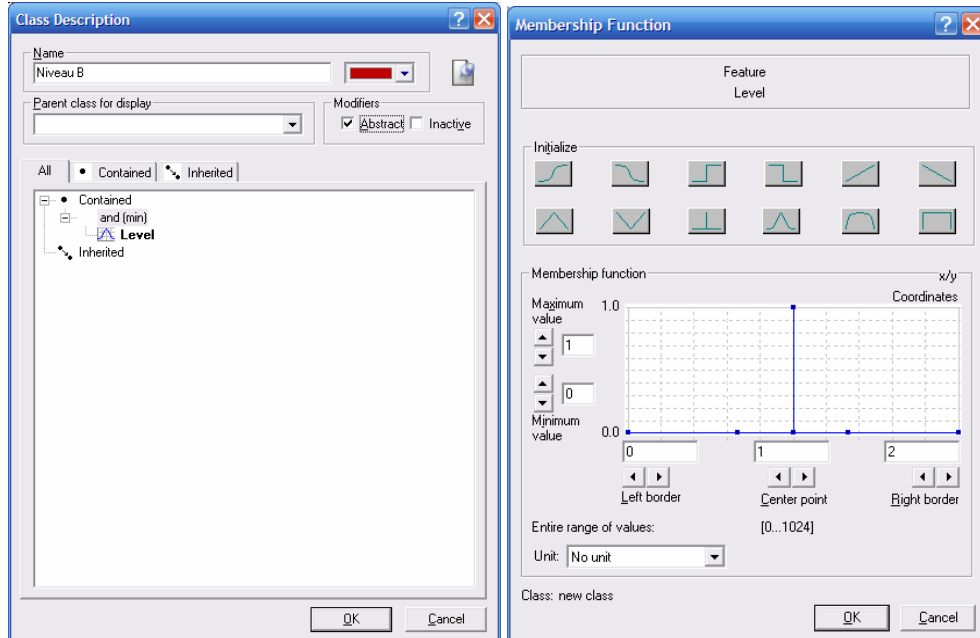 Class Description
Name
Niveau B
Parent class for display
Modifiers
Abstract
Inactive
All
Contained
Inherited
Contained
and (min)
Level
Inherited
OK
Cancel
Membership Function
Feature
Level
Initialize
Membership function
x/y
Coordinates
Maximum
value
1.0
1
0
Minimum
value
0.0
0
1
2
Left border
Center point
Right border
Entire range of values:
[0...1024]
Unit:
No unit
Class: new class
OK
Cancel